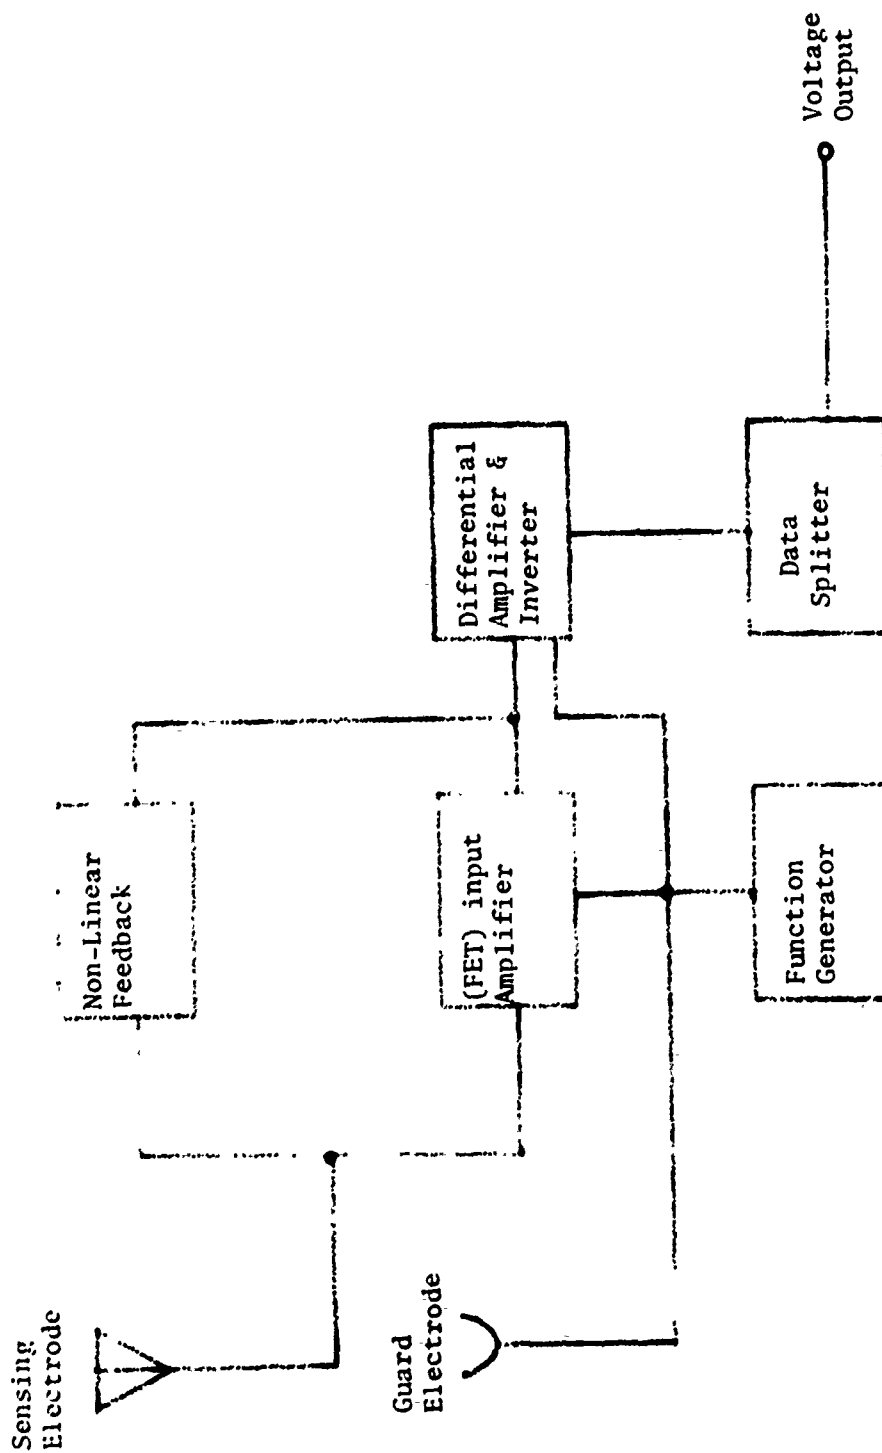 Sensing
Electrode
Guard
Electrode
Non-Linear
Feedback
(FET) input
Amplifier
Function
Generator
Differential
Amplifier &
Inverter
Data
Splitter
Voltage
Output